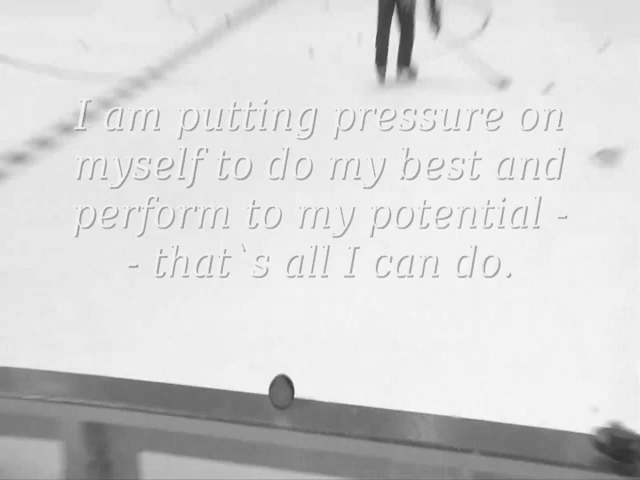 I am putting pressure on
myself to do my best and
perform to my potential -
- that`s all I can do.